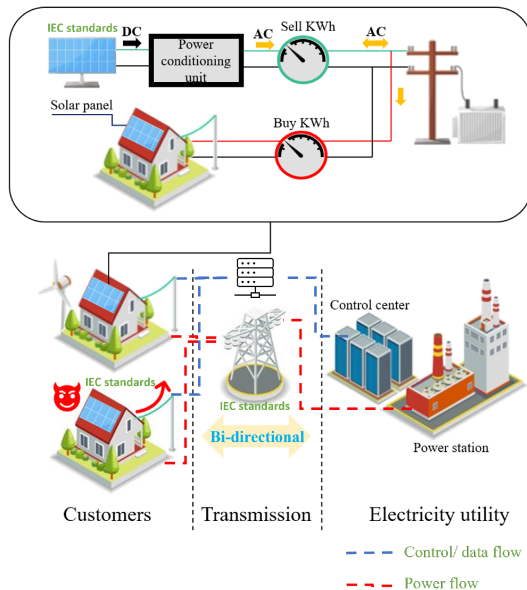 IEC standards
DC
AC
Sell KWh
AC
Power
conditioning
unit
Solar panel
Buy KWh
Control center
IEC standards
IEC standards
Bi-directional
Power station
Customers
Transmission
Electricity utility
Control/ data flow
Power flow